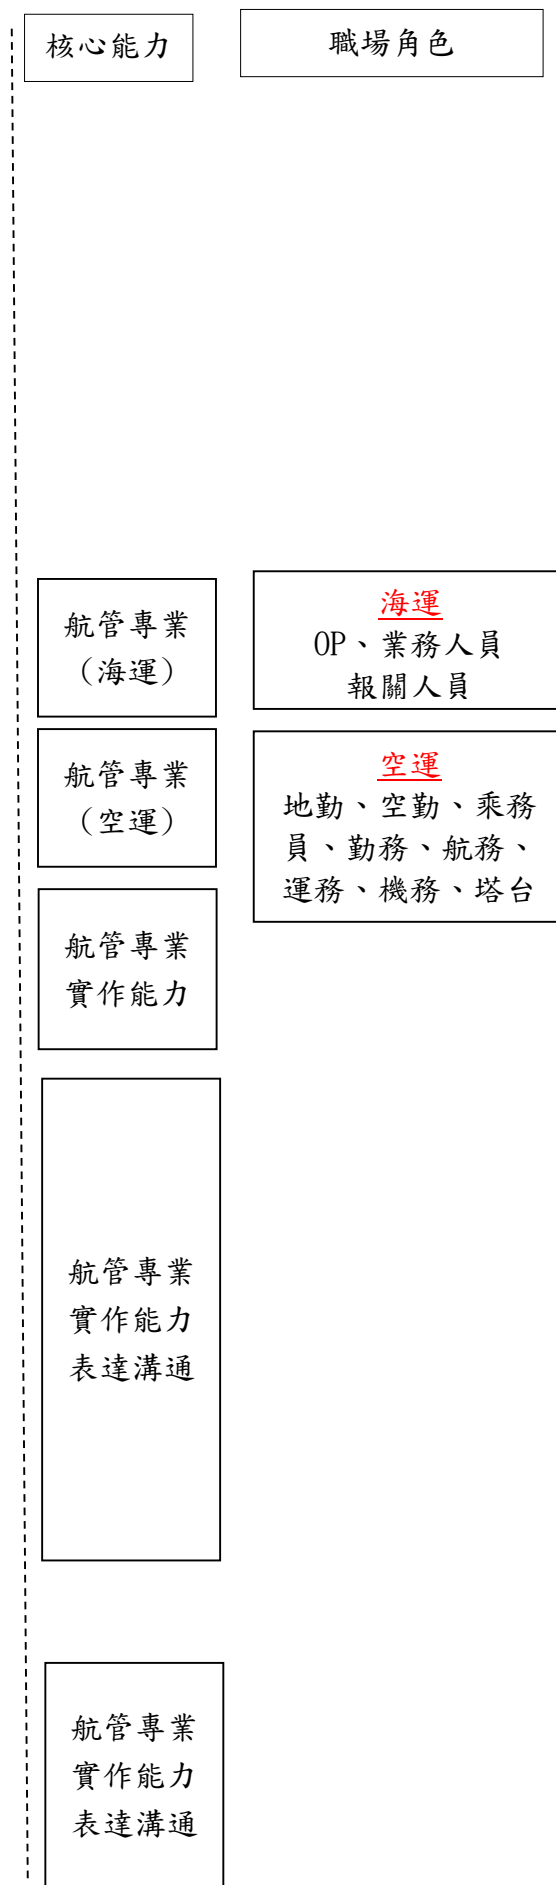 核心能力
職場角色
航管專業
（海運）
海運
OP、業務人員
報關人員
航管專業
（空運）
空運
地勤、空勤、乘務
員、勤務、航務、
運務、機務、塔台
航管專業
實作能力
航管專業
實作能力
表達溝通
航管專業
實作能力
表達溝通